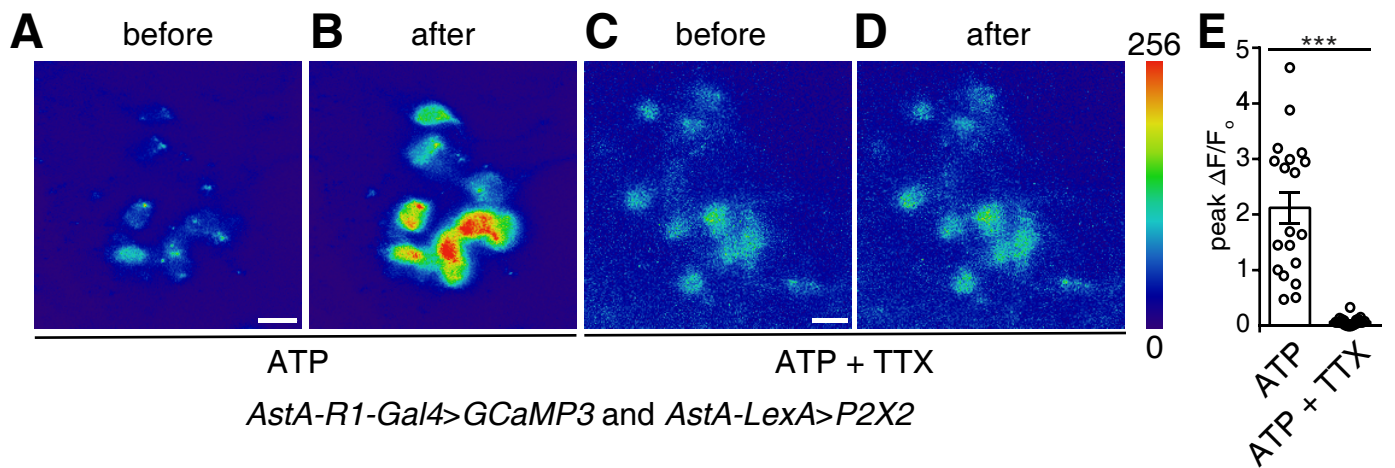 A before B after C before D after E
256
0
ATP
ATP + TTX
AstA-R1-Gal4>GCaMP3 and AstA-LexA>P2X2
***
peak ΔF/Fo
5
4
3
2
1
0
ATP
ATP + TTX